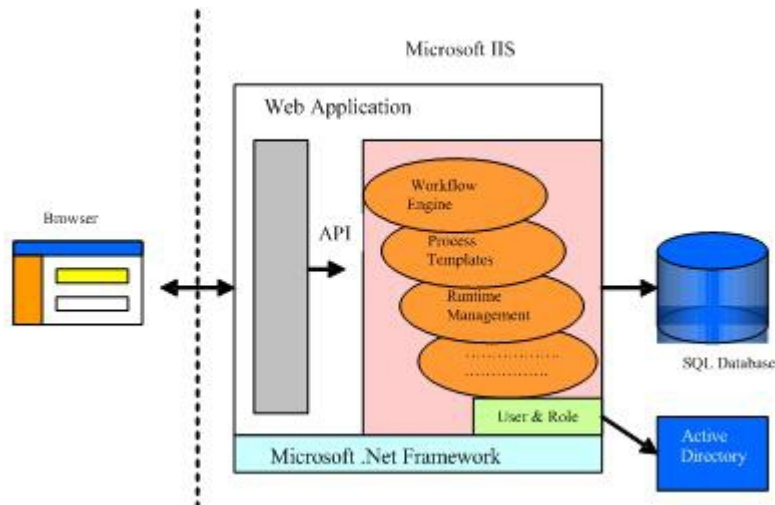 Microsoft IIS
Web Application
Browser
API
Workflow
Engine
Process
Templates
Runtime
Management
....................
..................
User & Role
Microsoft .Net Framework
SQL Database
Active
Directory